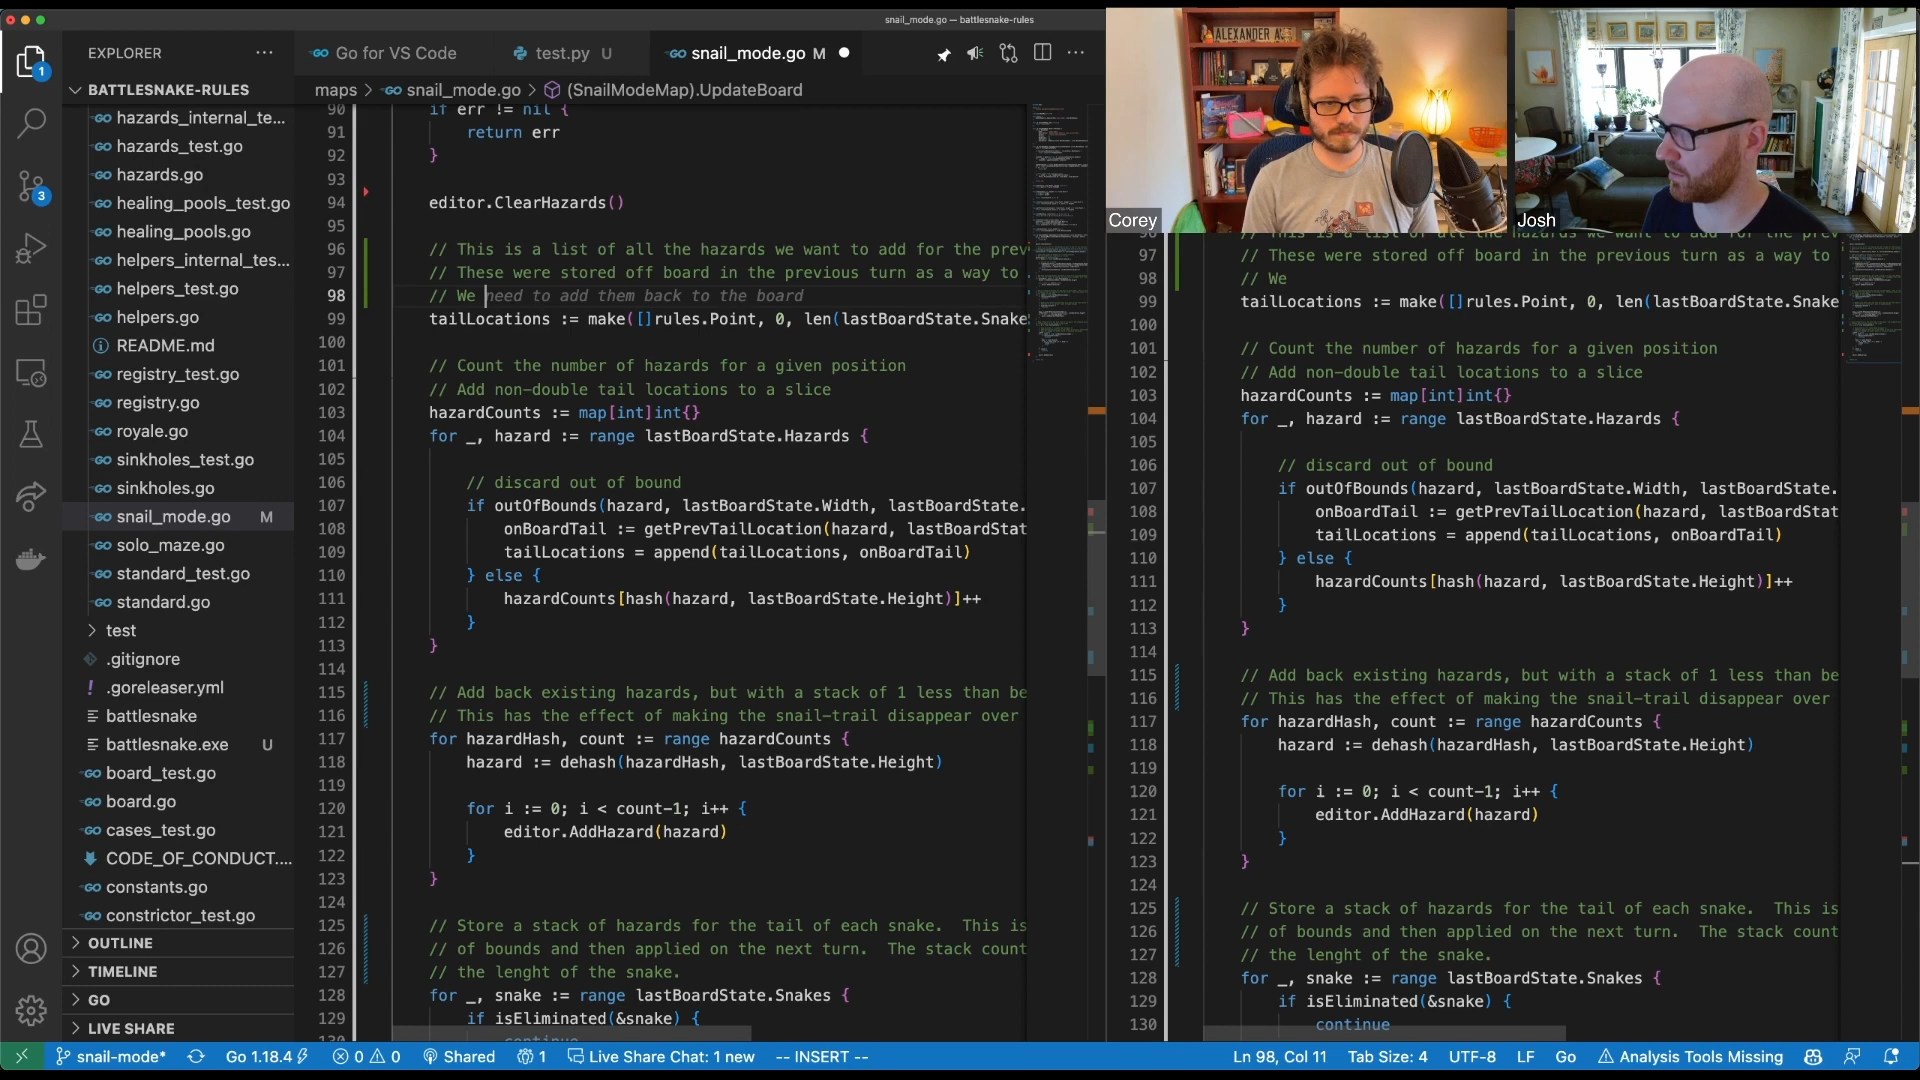 snail_mode.go — battlesnake-rules
EXPLORER
Go for VS Code
test.py U
snail_mode.go M
BATTLESNAKE-RULES
maps > snail_mode.go > (SnailModeMap).UpdateBoard
hazards_internal_te...
hazards_test.go
hazards.go
healing_pools_test.go
healing_pools.go
helpers_internal_tes...
helpers_test.go
helpers.go
README.md
registry_test.go
registry.go
royale.go
sinkholes_test.go
sinkholes.go
snail_mode.go M
solo_maze.go
standard_test.go
standard.go
test
.gitignore
.goreleaser.yml
battlesnake
battlesnake.exe U
board_test.go
board.go
cases_test.go
CODE_OF_CONDUCT....
constants.go
constrictor_test.go
OUTLINE
TIMELINE
GO
LIVE SHARE
1
3
90 if err != nil {
91 return err
92 }
93
94 editor.ClearHazards()
95
96 // This is a list of all the hazards we want to add for the prev
97 // These were stored off board in the previous turn as a way to
98 // We need to add them back to the board
99 tailLocations := make([]rules.Point, 0, len(lastBoardState.Snake
100
101 // Count the number of hazards for a given position
102 // Add non-double tail locations to a slice
103 hazardCounts := map[int]int{}
104 for _, hazard := range lastBoardState.Hazards {
105
106 // discard out of bound
107 if outOfBounds(hazard, lastBoardState.Width, lastBoardState.
108 onBoardTail := getPrevTailLocation(hazard, lastBoardStat
109 tailLocations = append(tailLocations, onBoardTail)
110 } else {
111 hazardCounts[hash(hazard, lastBoardState.Height)]++
112 }
113 }
114
115 // Add back existing hazards, but with a stack of 1 less than be
116 // This has the effect of making the snail-trail disappear over
117 for hazardHash, count := range hazardCounts {
118 hazard := dehash(hazardHash, lastBoardState.Height)
119
120 for i := 0; i < count-1; i++ {
121 editor.AddHazard(hazard)
122 }
123 }
124
125 // Store a stack of hazards for the tail of each snake.  This is
126 // of bounds and then applied on the next turn.  The stack count
127 // the lenght of the snake.
128 for _, snake := range lastBoardState.Snakes {
129 if isEliminated(&snake) {
130 continue
ALEXANDER A
Corey
Josh
96 // This is a list of all the hazards we want to add for the prev
97 // These were stored off board in the previous turn as a way to
98 // We
99 tailLocations := make([]rules.Point, 0, len(lastBoardState.Snake
100
101 // Count the number of hazards for a given position
102 // Add non-double tail locations to a slice
103 hazardCounts := map[int]int{}
104 for _, hazard := range lastBoardState.Hazards {
105
106 // discard out of bound
107 if outOfBounds(hazard, lastBoardState.Width, lastBoardState.
108 onBoardTail := getPrevTailLocation(hazard, lastBoardStat
109 tailLocations = append(tailLocations, onBoardTail)
110 } else {
111 hazardCounts[hash(hazard, lastBoardState.Height)]++
112 }
113 }
114
115 // Add back existing hazards, but with a stack of 1 less than be
116 // This has the effect of making the snail-trail disappear over
117 for hazardHash, count := range hazardCounts {
118 hazard := dehash(hazardHash, lastBoardState.Height)
119
120 for i := 0; i < count-1; i++ {
121 editor.AddHazard(hazard)
122 }
123 }
124
125 // Store a stack of hazards for the tail of each snake.  This is
126 // of bounds and then applied on the next turn.  The stack count
127 // the lenght of the snake.
128 for _, snake := range lastBoardState.Snakes {
129 if isEliminated(&snake) {
130 continue
snail-mode* Go 1.18.4 0 0 Shared 1 Live Share Chat: 1 new -- INSERT -- Ln 98, Col 11 Tab Size: 4 UTF-8 LF Go Analysis Tools Missing